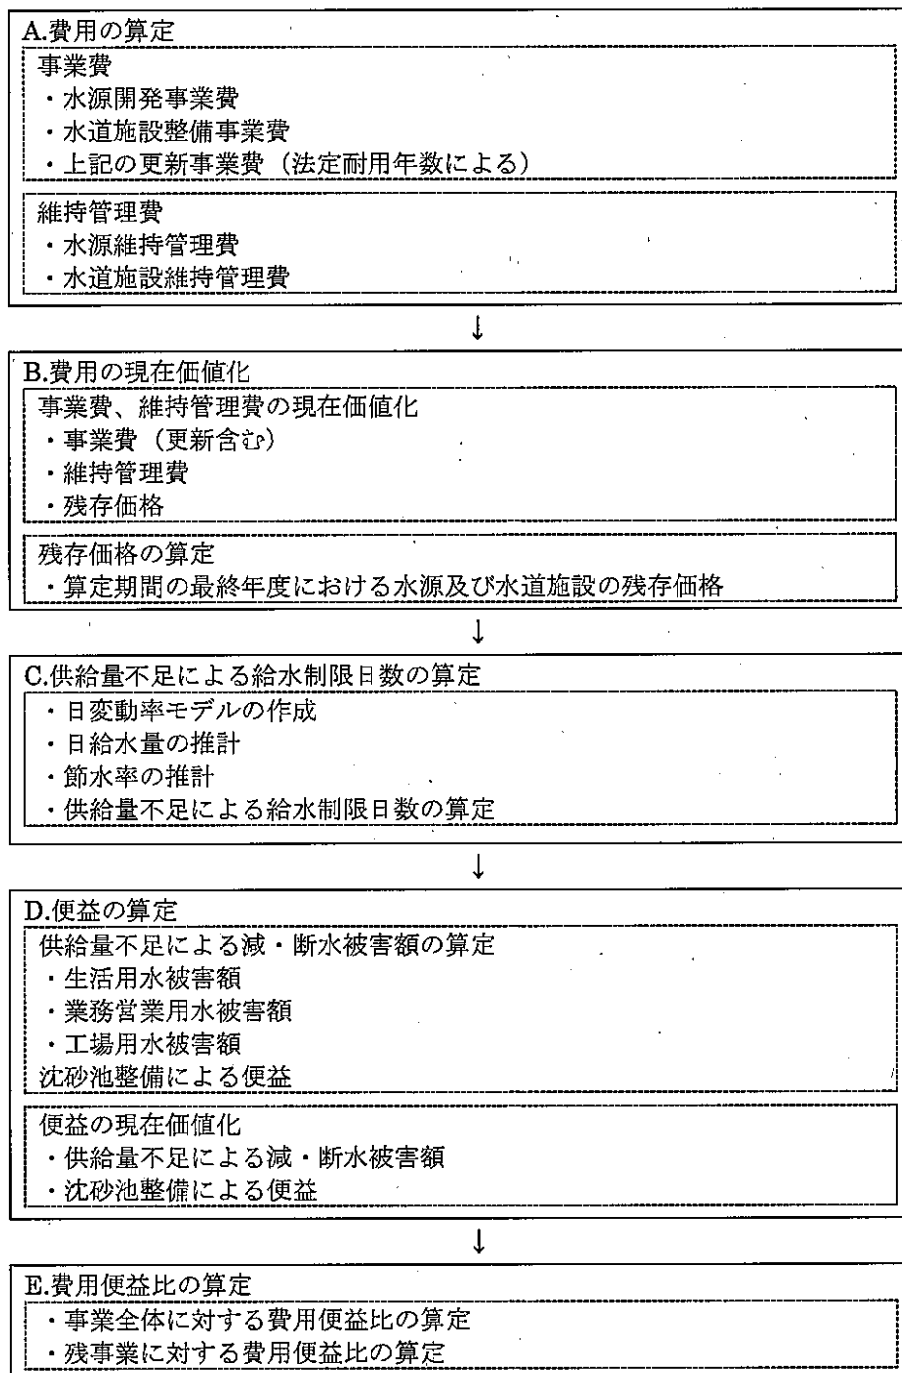 A.費用の算定
事業費
・水源開発事業費
・水道施設整備事業費
・上記の更新事業費（法定耐用年数による）
維持管理費
・水源維持管理費
・水道施設維持管理費
↓
B.費用の現在価値化
事業費、維持管理費の現在価値化
・事業費（更新含む）
・維持管理費
・残存価格
残存価格の算定
・算定期間の最終年度における水源及び水道施設の残存価格
↓
C.供給量不足による給水制限日数の算定
・日変動率モデルの作成
・日給水量の推計
・節水率の推計
・供給量不足による給水制限日数の算定
↓
D.便益の算定
供給量不足による減・断水被害額の算定
・生活用水被害額
・業務営業用水被害額
・工場用水被害額
沈砂池整備による便益
便益の現在価値化
・供給量不足による減・断水被害額
・沈砂池整備による便益
↓
E.費用便益比の算定
・事業全体に対する費用便益比の算定
・残事業に対する費用便益比の算定